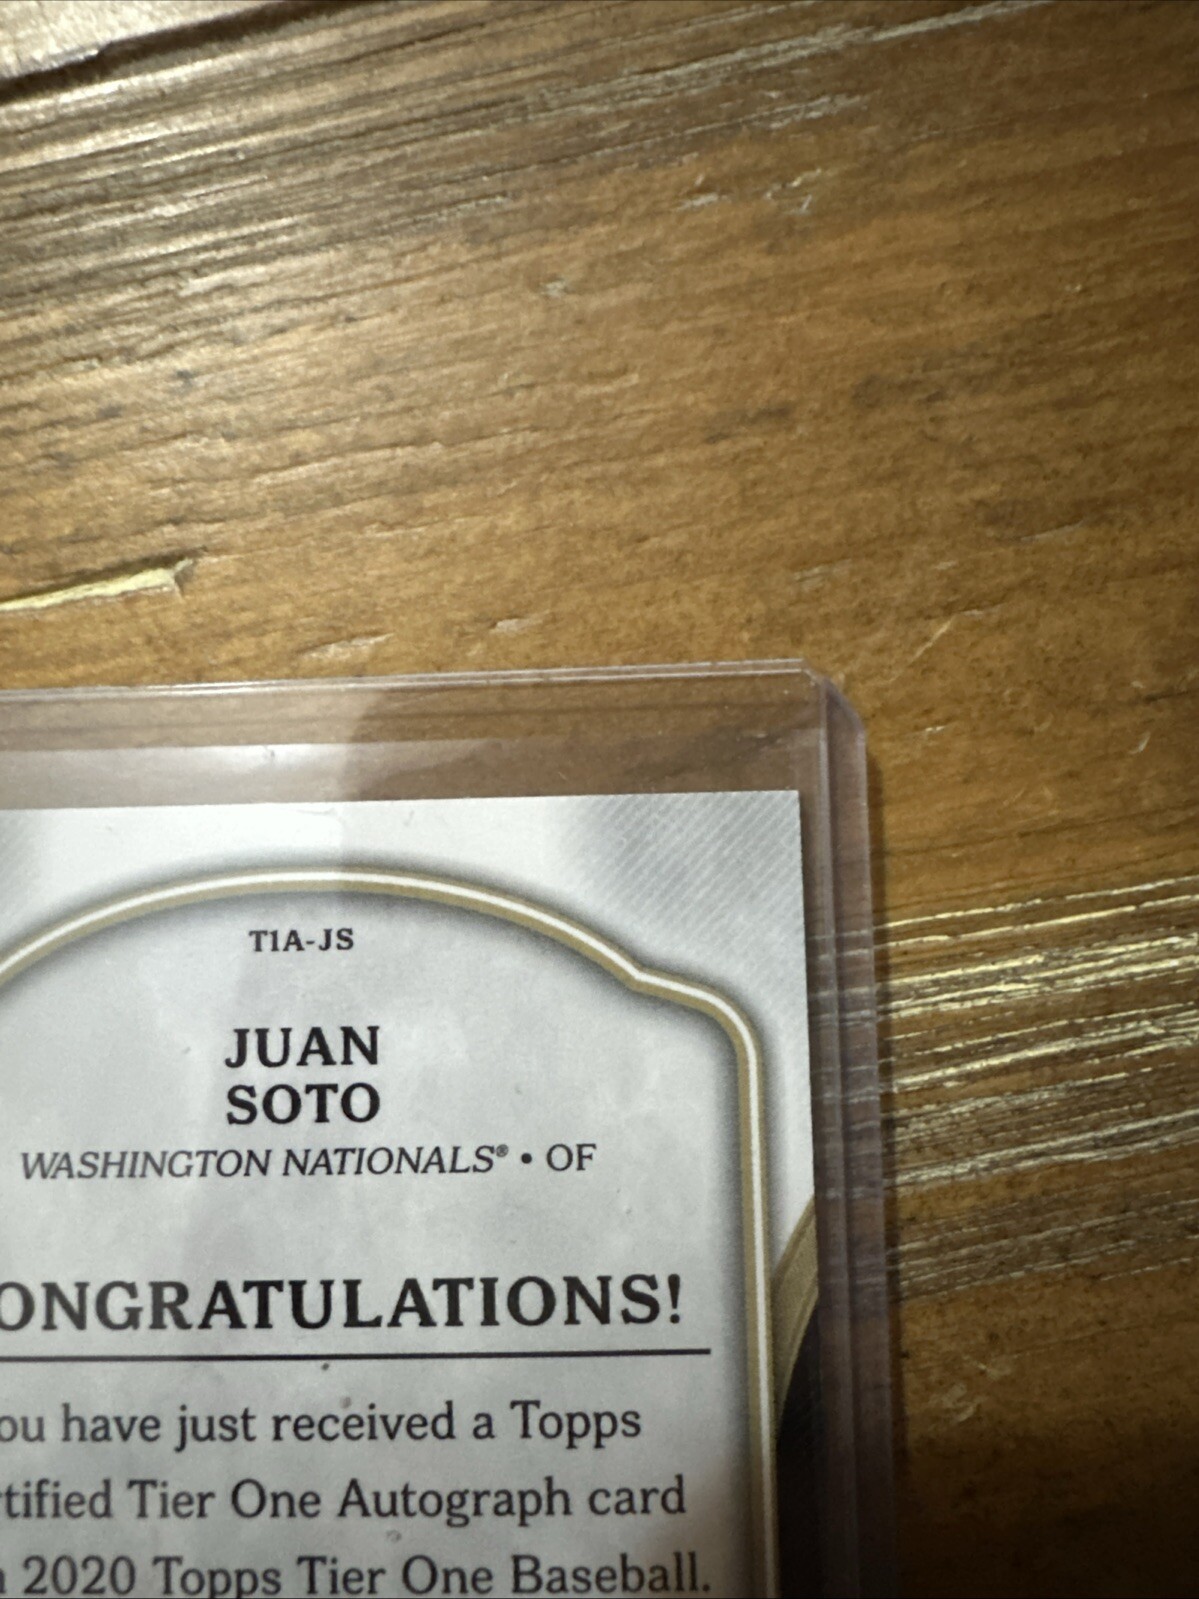 T1A-JS
JUAN
SOTO
WASHINGTON NATIONALS® • OF
ONGRATULATIONS!
ou have just received a Topps
rtified Tier One Autograph card
2020 Topps Tier One Baseball.